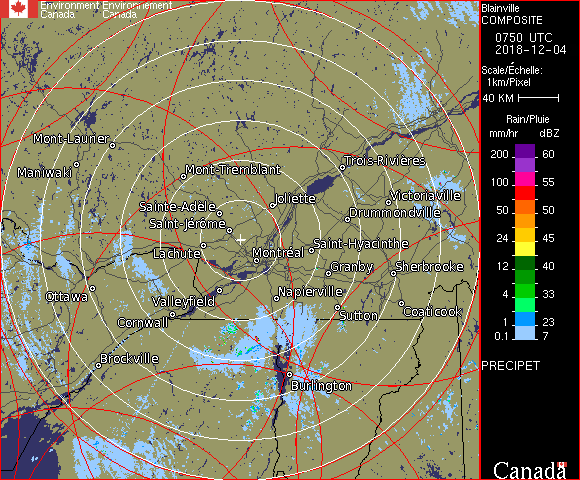 Environment Environnement
Canada Canada
Blainville
COMPOSITE
0750 UTC
2018-12-04
Scale/Échelle:
1km/Pixel
40 KM
Rain/Pluie
mm/hr dBZ
200 60
100 55
50 50
24 45
12 40
4 33
1 23
0.1 7
PRECIPET
Canada
Mont-Laurier
Maniwaki
Mont-Tremblant
Trois-Rivières
Joliette
Victoriaville
Sainte-Adèle
Drummondville
Saint-Jérôme
Saint-Hyacinthe
Lachute
Montréal
Granby
Sherbrooke
Ottawa
Valleyfield
Napierville
Cornwall
Sutton
Coaticook
Brockville
Burlington